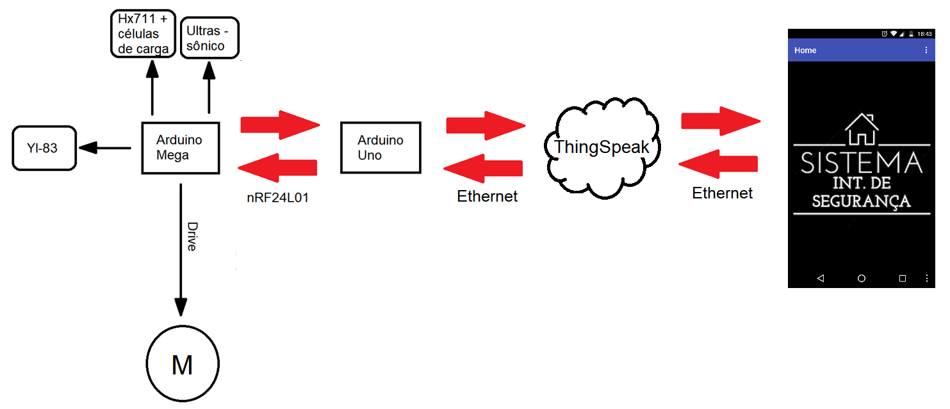 Hx711 +
células
de carga
Ultras -
sônico
18:43
Home
YI-83
Arduino
Mega
nRF24L01
Arduino
Uno
Ethernet
ThingSpeak
Ethernet
SISTEMA
INT. DE
SEGURANÇA
Drive
M